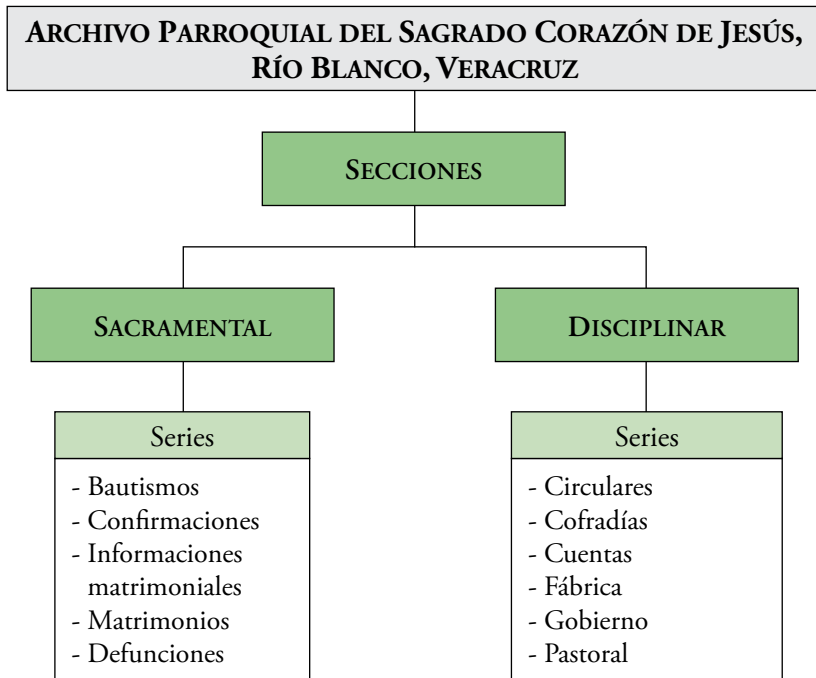 ARCHIVO PARROQUIAL DEL SAGRADO CORAZÓN DE JESÚS,
RÍO BLANCO, VERACRUZ
SECCIONES
SACRAMENTAL
DISCIPLINAR
Series
- Bautismos
- Confirmaciones
- Informaciones
matrimoniales
- Matrimonios
- Defunciones
Series
- Circulares
- Cofradías
- Cuentas
- Fábrica
- Gobierno
- Pastoral